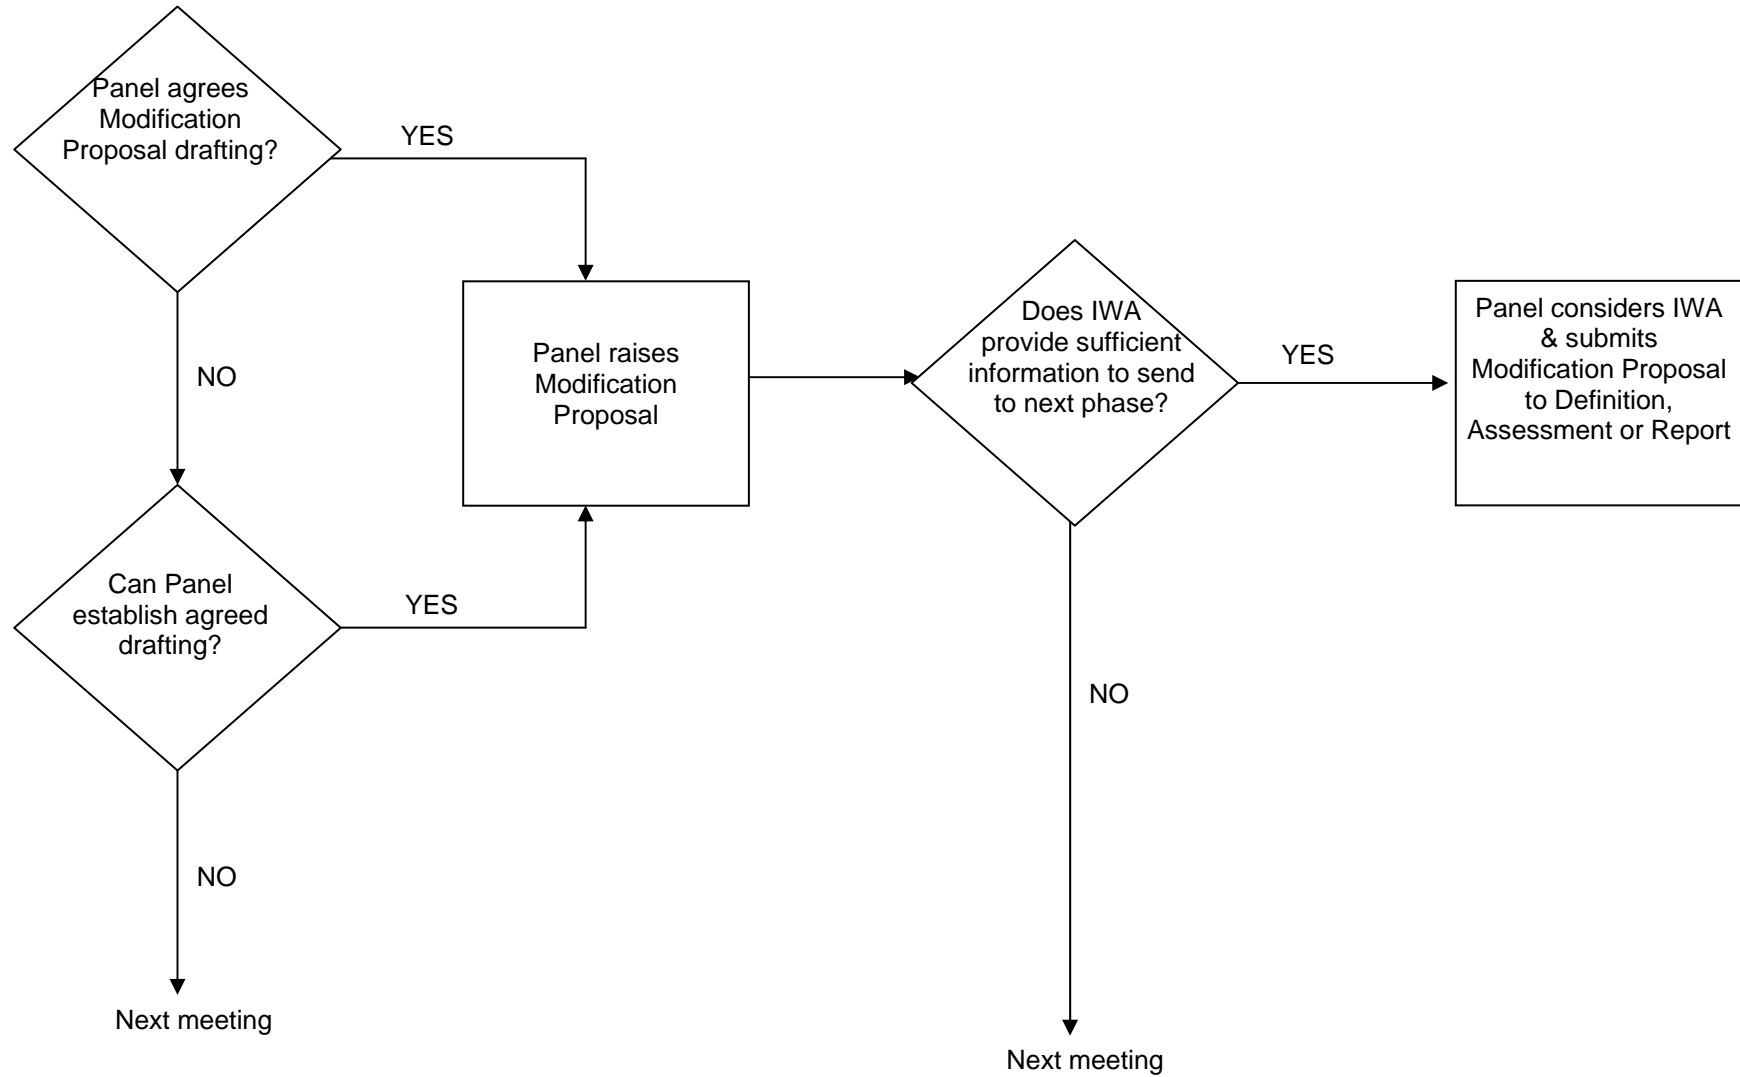 Panel agrees
Modification
Proposal drafting?
YES
NO
Panel raises
Modification
Proposal
Does IWA
provide sufficient
information to send
to next phase?
YES
Panel considers IWA
& submits
Modification Proposal
to Definition,
Assessment or Report
Can Panel
establish agreed
drafting?
YES
NO
NO
Next meeting
Next meeting